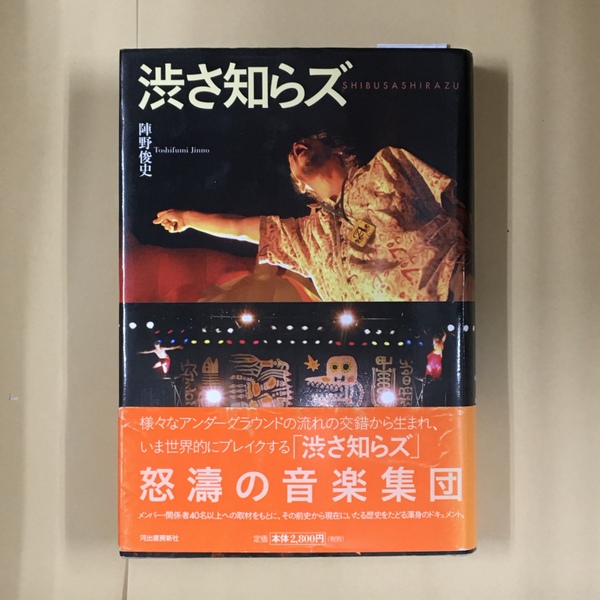 渋さ知らズ
SHIBUSASHIRAZU
陣野俊史
Toshifumi Jinno
様々なアンダーグラウンドの流れの交錯から生まれ、
いま世界的にブレイクする「渋さ知らズ」
怒濤の音楽集団
メンバー・関係者40名以上への取材をもとに、その前史から現在にいたる歴史をたどる渾身のドキュメント。
河出書房新社
定価 本体2,800円(税別)